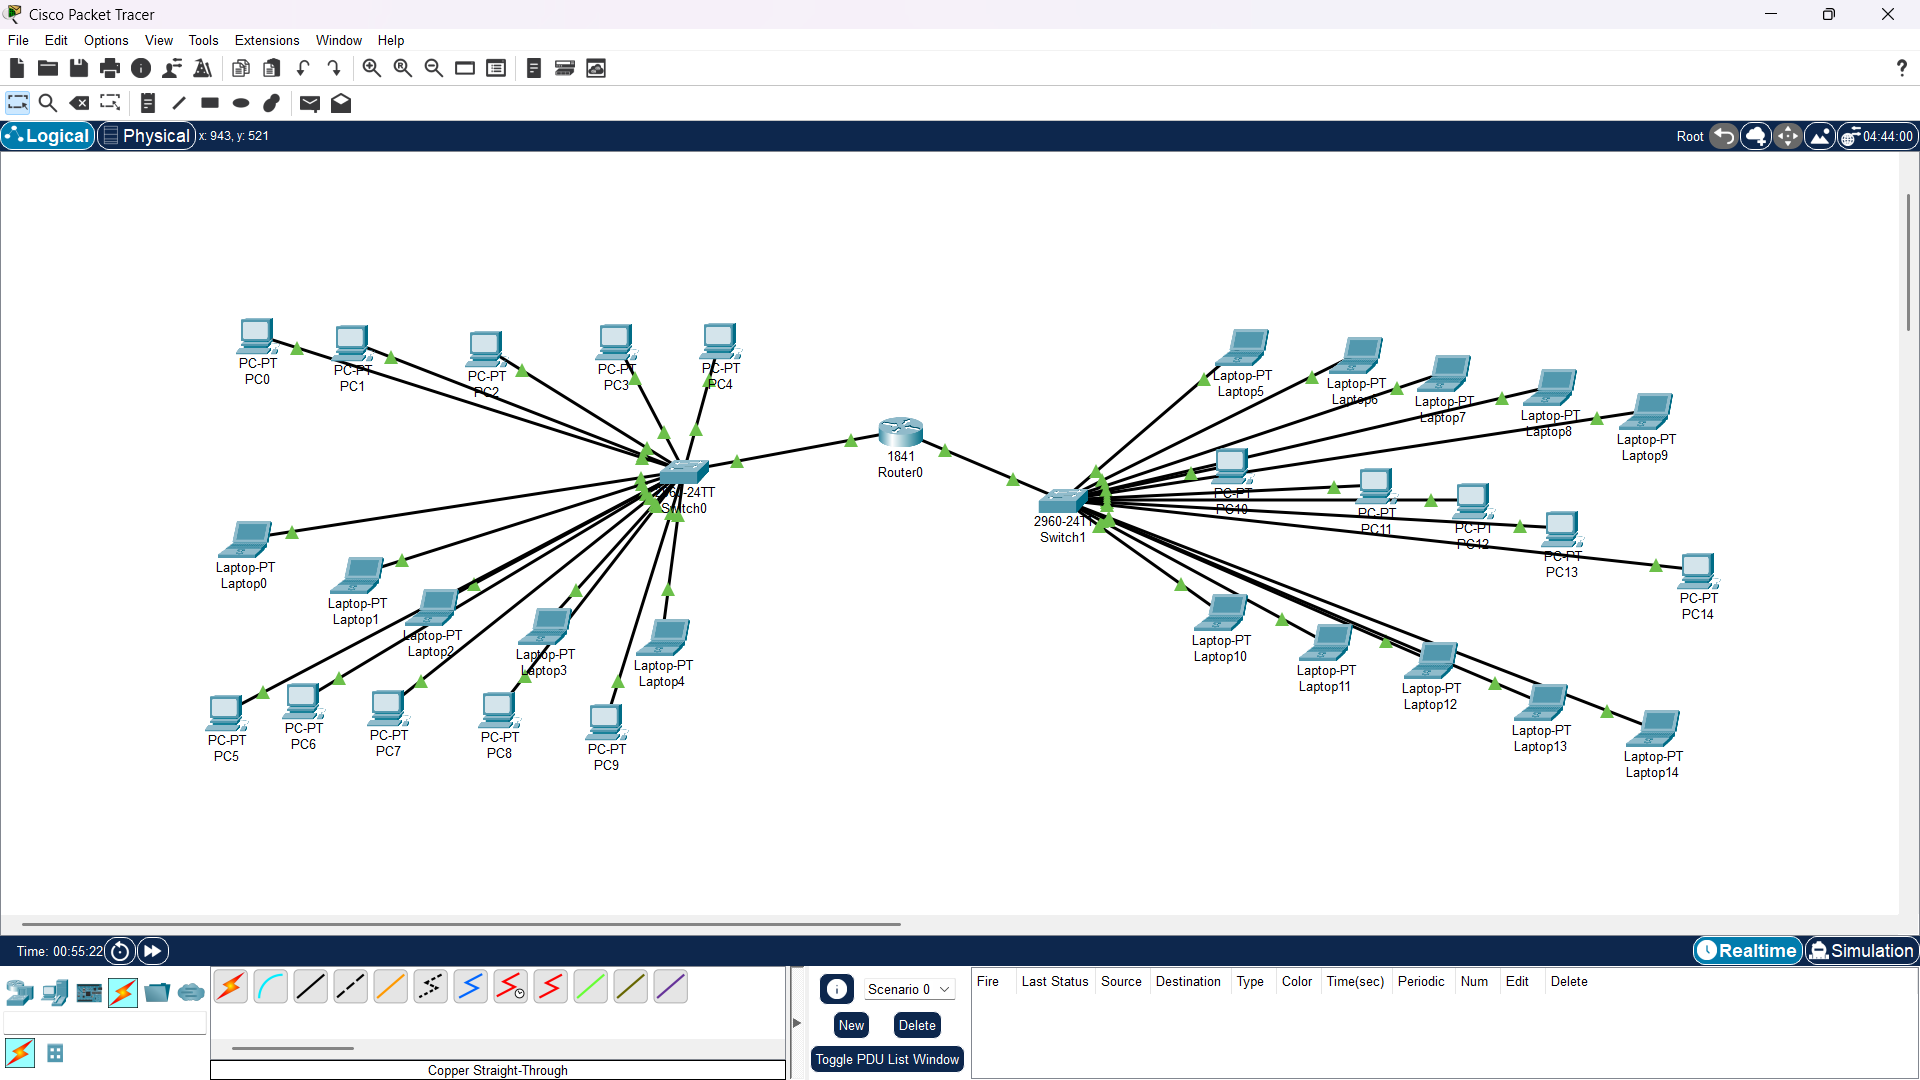 Cisco Packet Tracer
File Edit Options View Tools Extensions Window Help
Logical Physical x: 943, y: 521 Root 04:44:00
PC-PT
PC0
PC-PT
PC1
PC-PT
PC2
PC-PT
PC3
PC-PT
PC4
1841
Router0
2960-24TT
Switch0
2960-24TT
Switch1
Laptop-PT
Laptop5
Laptop-PT
Laptop6
Laptop-PT
Laptop7
Laptop-PT
Laptop8
Laptop-PT
Laptop9
PC-PT
PC10
PC-PT
PC11
PC-PT
PC12
PC-PT
PC13
PC-PT
PC14
Laptop-PT
Laptop0
Laptop-PT
Laptop1
Laptop-PT
Laptop2
Laptop-PT
Laptop3
Laptop-PT
Laptop4
Laptop-PT
Laptop10
Laptop-PT
Laptop11
Laptop-PT
Laptop12
Laptop-PT
Laptop13
Laptop-PT
Laptop14
PC-PT
PC5
PC-PT
PC6
PC-PT
PC7
PC-PT
PC8
PC-PT
PC9
Time: 00:55:22 Realtime Simulation
Scenario 0
New Delete
Toggle PDU List Window
Fire Last Status Source Destination Type Color Time(sec) Periodic Num Edit Delete
Copper Straight-Through